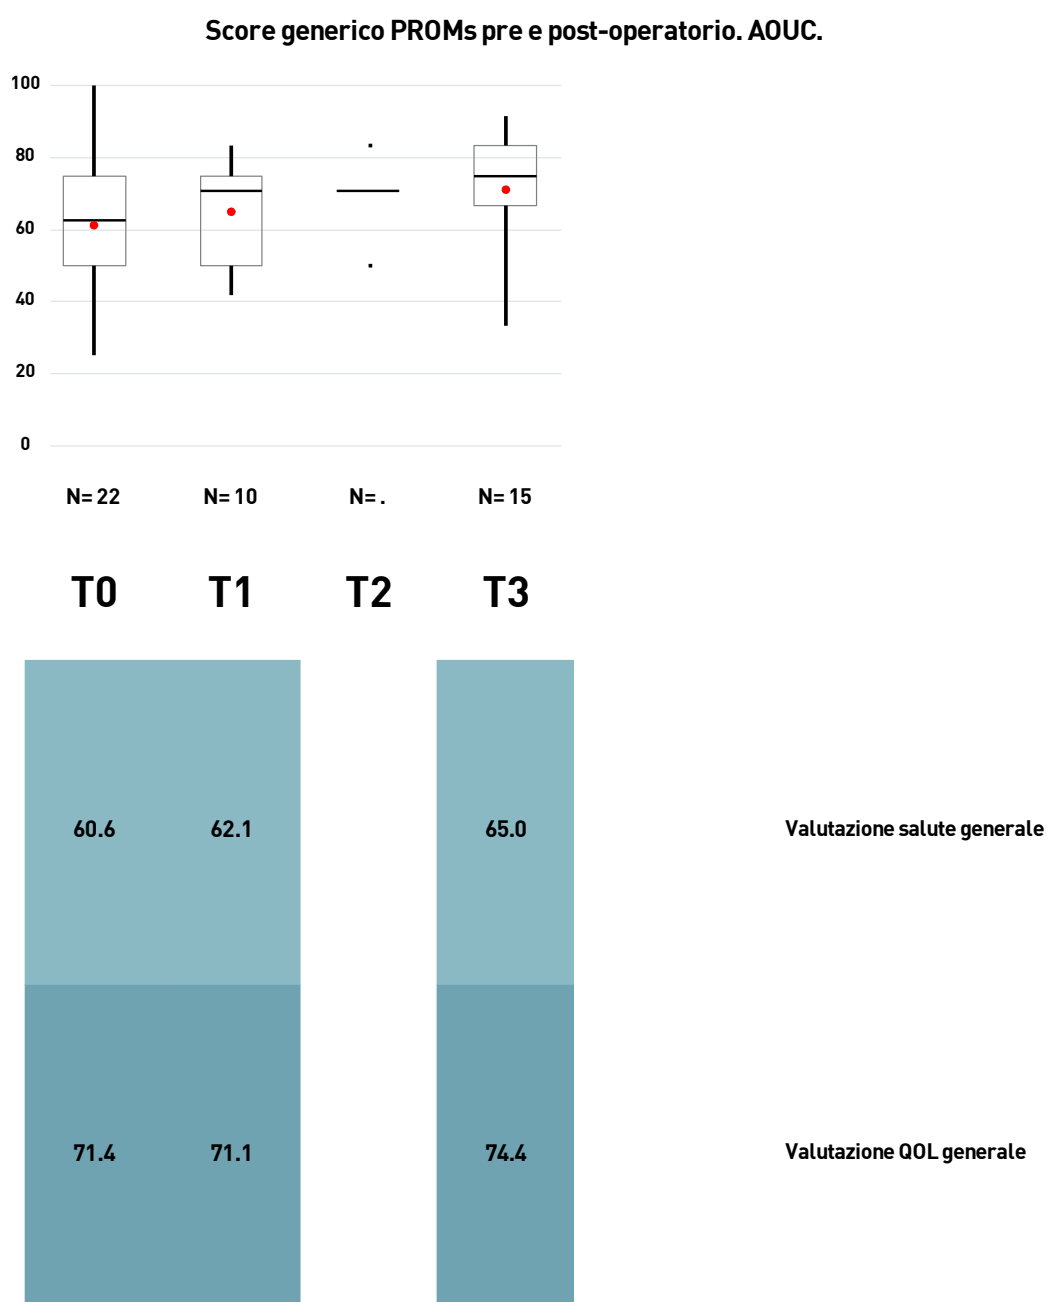 Score generico PROMs pre e post-operatorio. AOUC.
100
80
60
40
20
0
N= 22 N= 10 N= . N= 15
T0 T1 T2 T3
60.6 62.1 65.0 Valutazione salute generale
71.4 71.1 74.4 Valutazione QOL generale